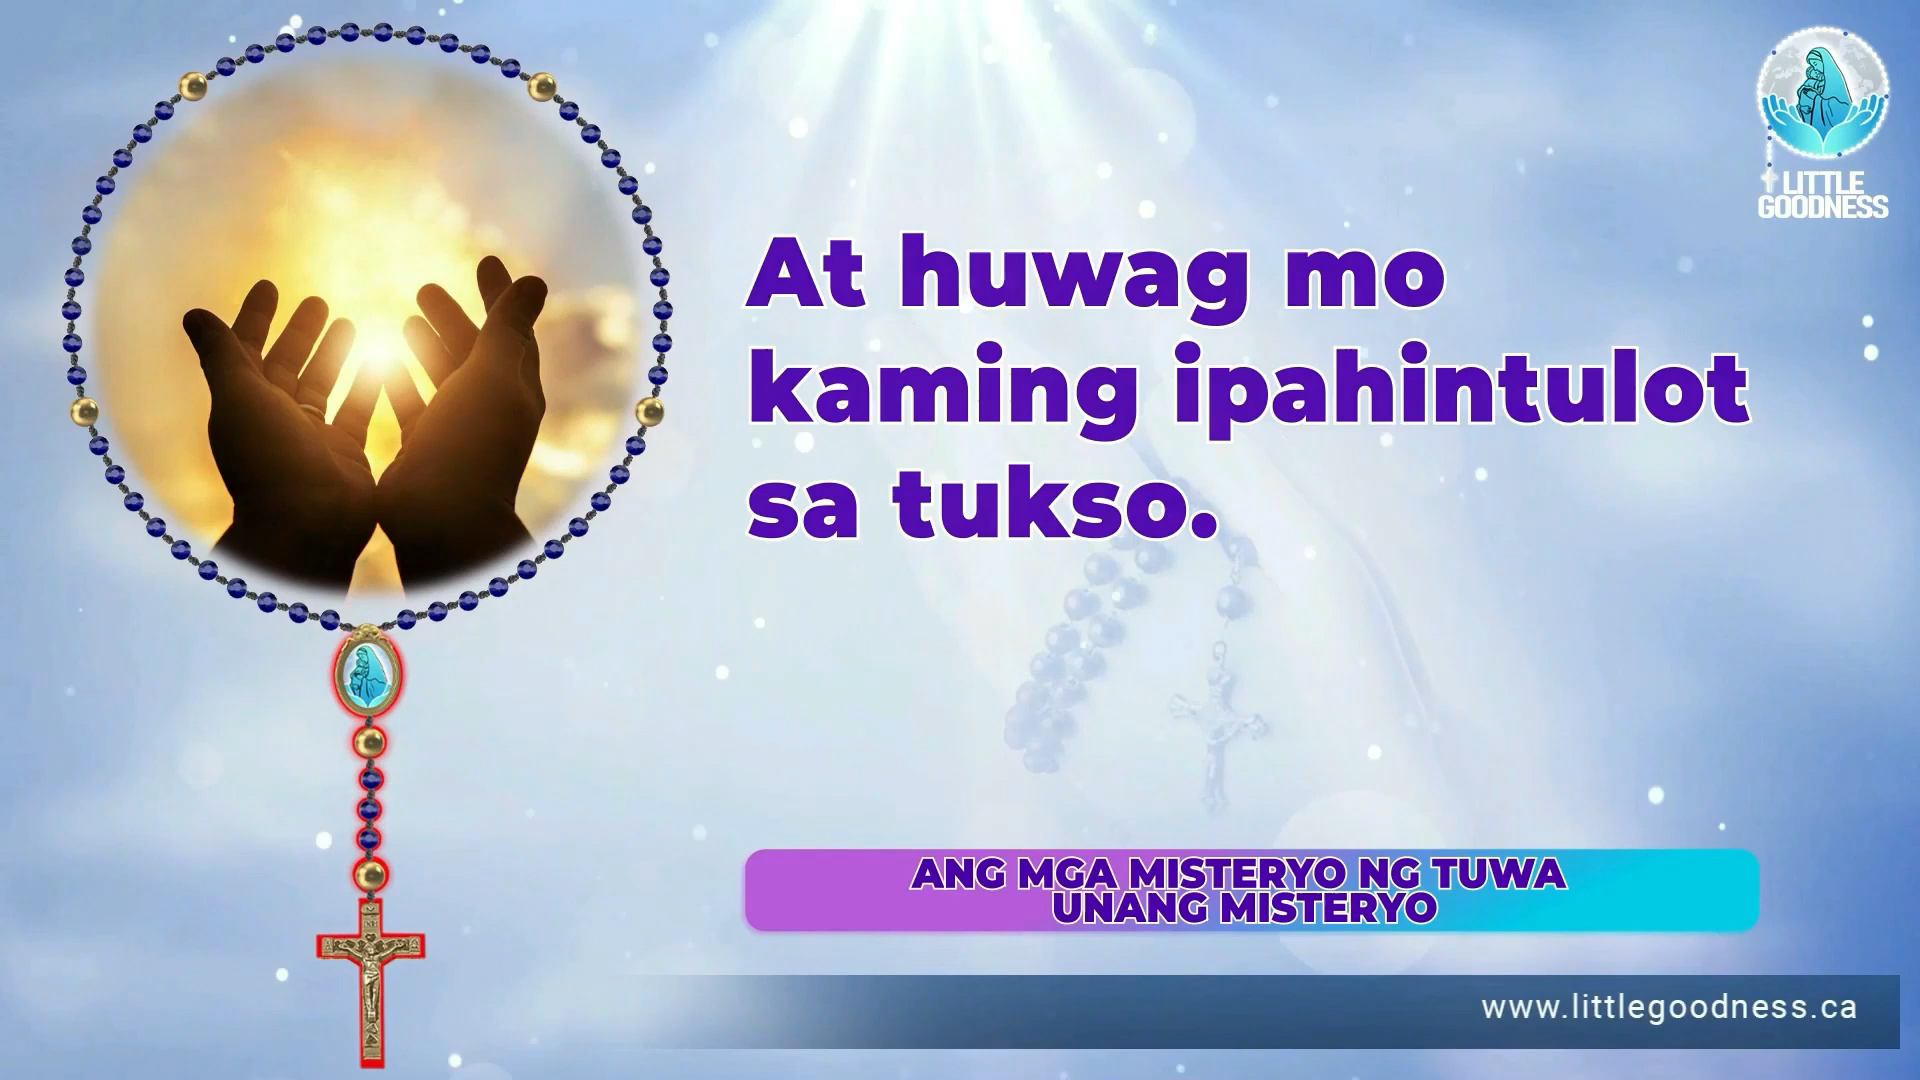 LITTLE
GOODNESS
At huwag mo
kaming ipahintulot
sa tukso.
ANG MGA MISTERYO NG TUWA
UNANG MISTERYO
www.littlegoodness.ca